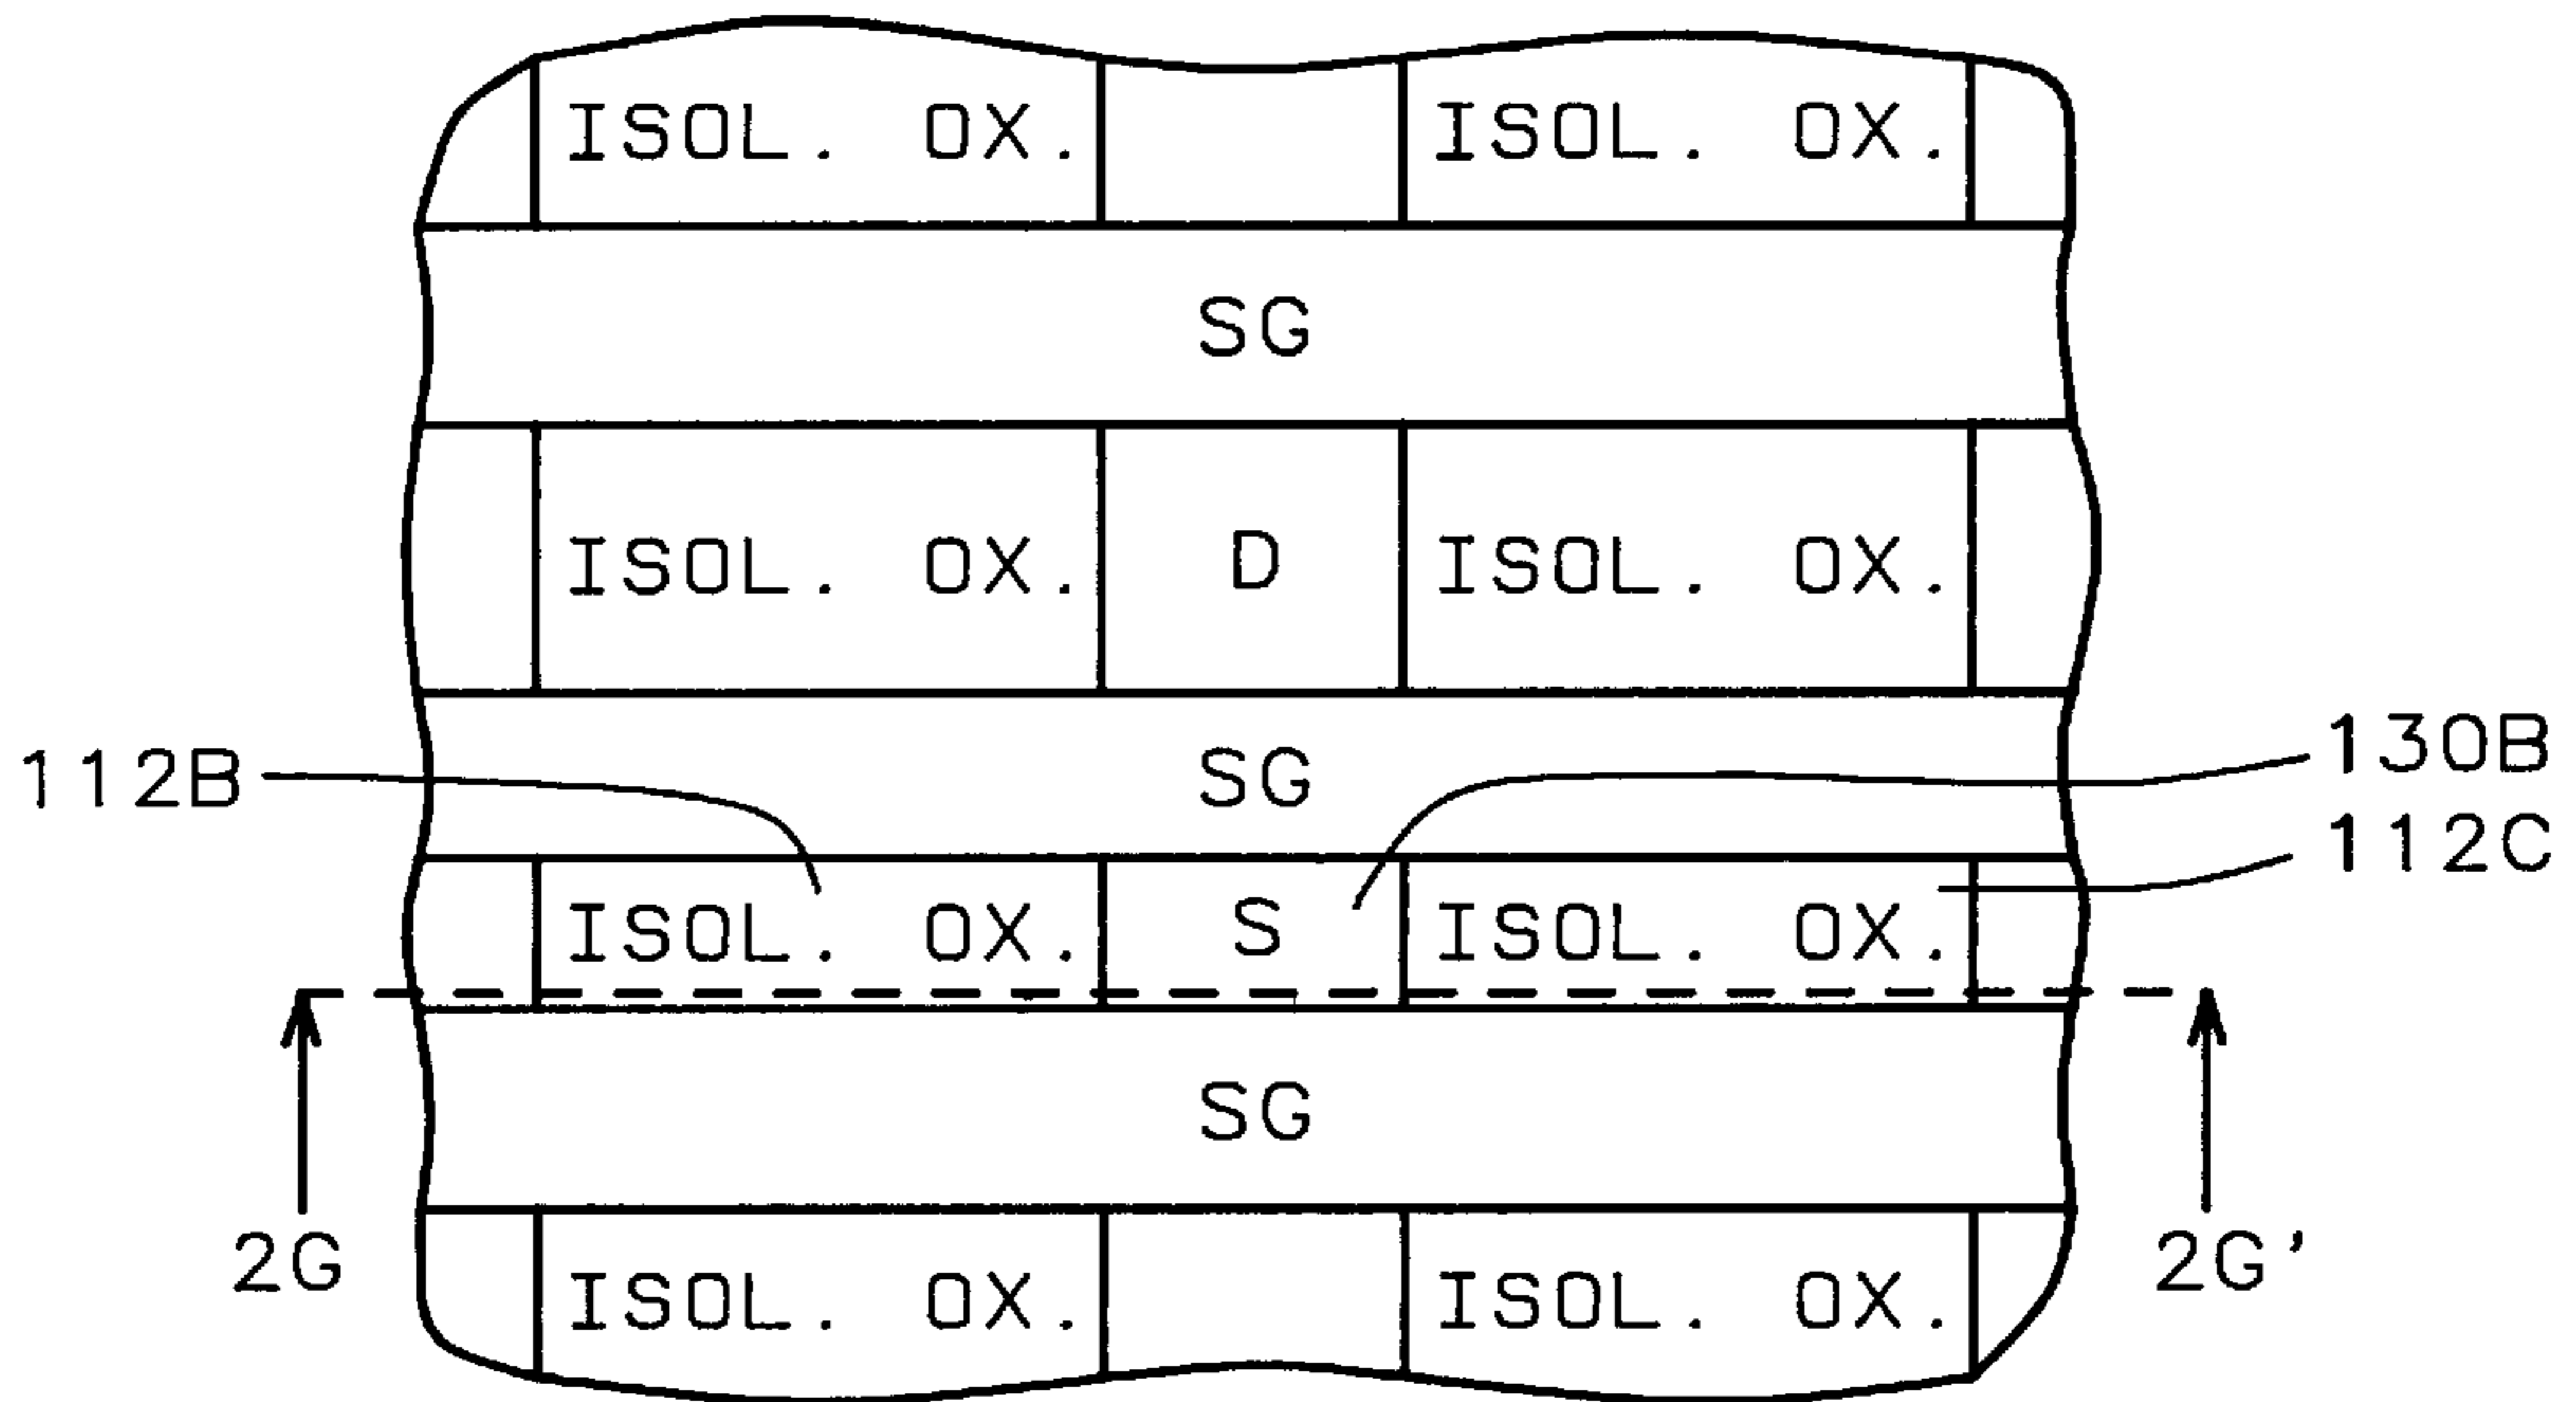 ISOL. OX. ISOL. OX.
SG
ISOL. OX. D ISOL. OX.
112B SG 130B
112C
ISOL. OX. S ISOL. OX.
SG
2G 2G'
ISOL. OX. ISOL. OX.